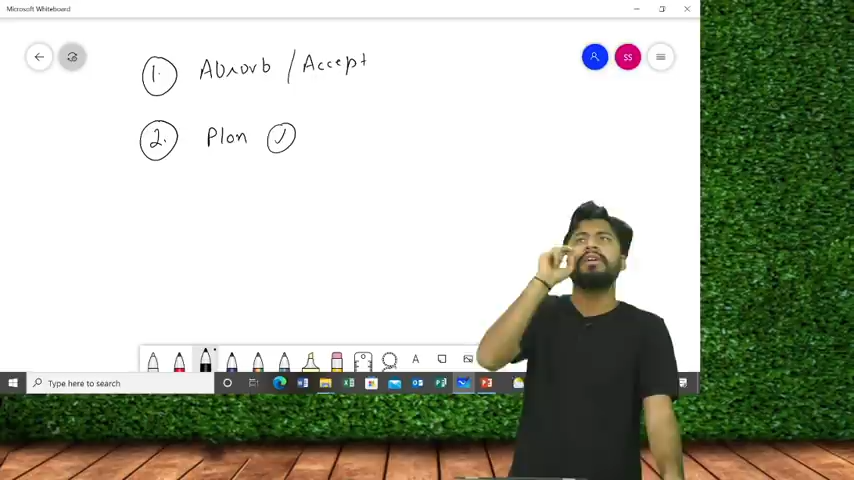 Microsoft Whiteboard
SS
1. Absorb / Accept
2. Plan ✓
A
Type here to search